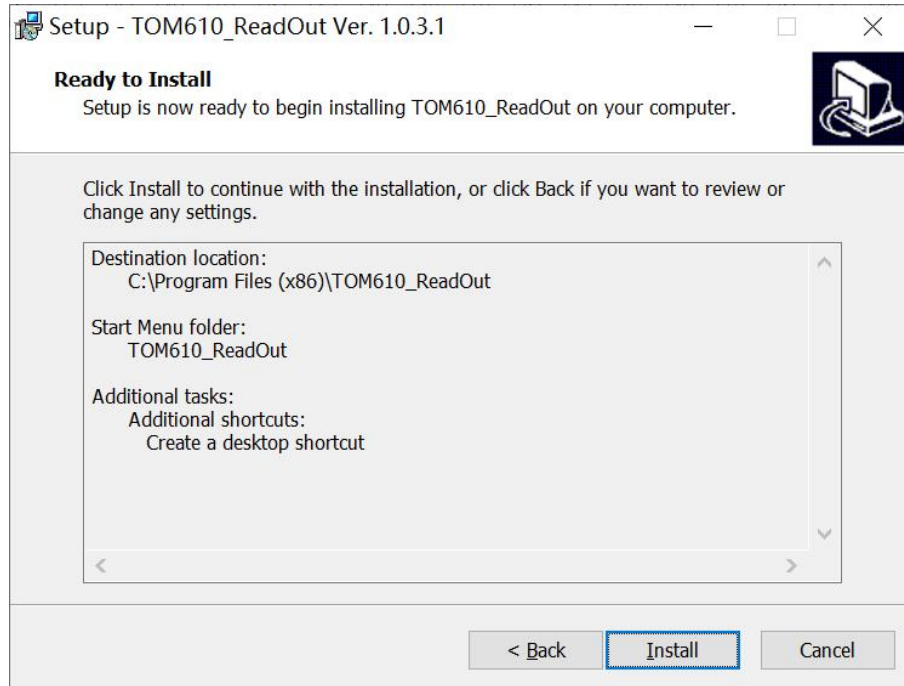 Setup - TOM610_ReadOut Ver. 1.0.3.1
Ready to Install
Setup is now ready to begin installing TOM610_ReadOut on your computer.
Click Install to continue with the installation, or click Back if you want to review or
change any settings.
Destination location:
C:\Program Files (x86)\TOM610_ReadOut
Start Menu folder:
TOM610_ReadOut
Additional tasks:
Additional shortcuts:
Create a desktop shortcut
< Back
Install
Cancel